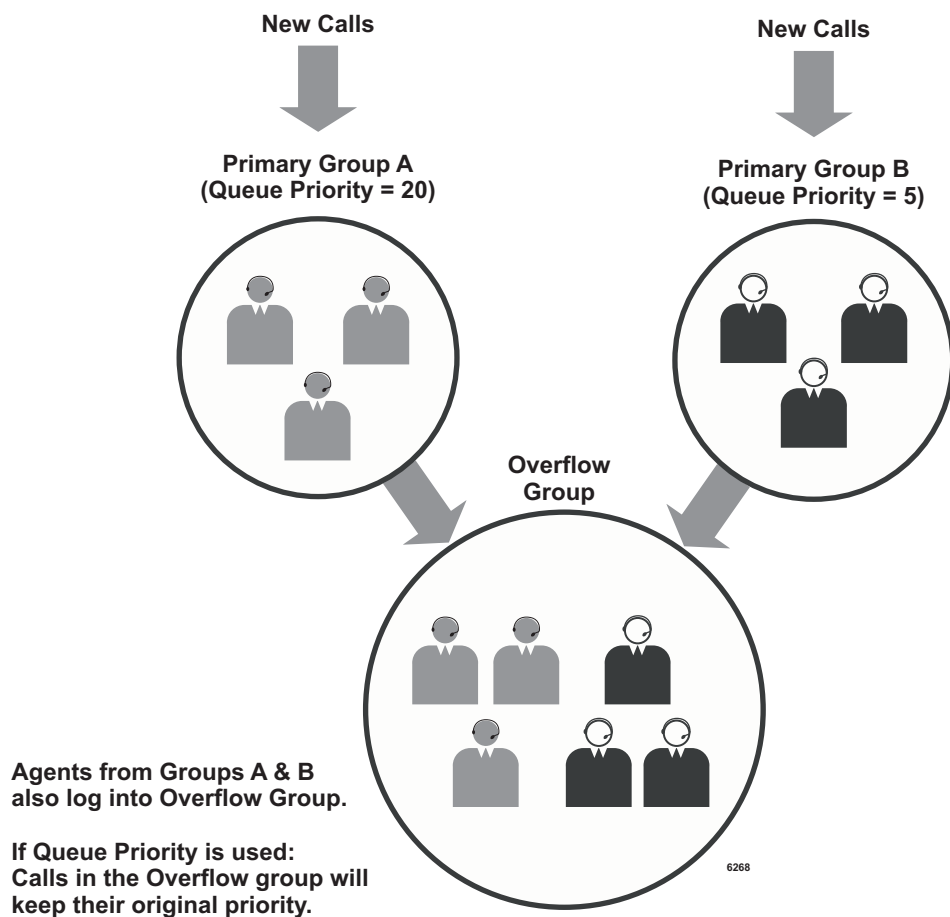 New Calls
New Calls
Primary Group A
(Queue Priority = 20)
Primary Group B
(Queue Priority = 5)
Overflow
Group
Agents from Groups A & B
also log into Overflow Group.
If Queue Priority is used:
Calls in the Overflow group will
keep their original priority.
6268